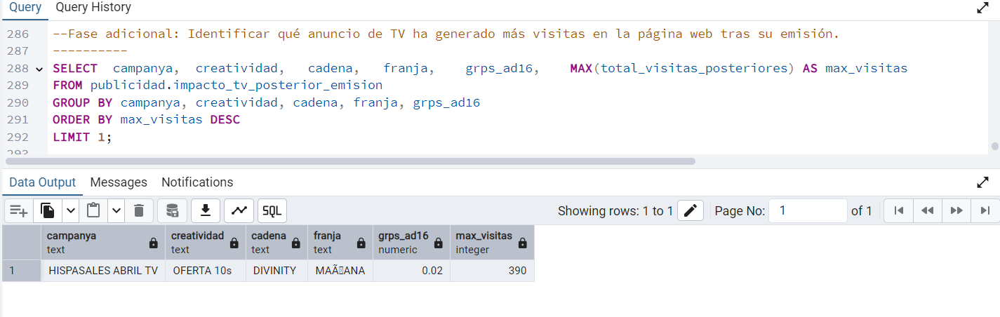 Query Query History
286 --Fase adicional: Identificar qué anuncio de TV ha generado más visitas en la página web tras su emisión.
287 ----------
288 SELECT campanya, creatividad, cadena, franja, grps_ad16, MAX(total_visitas_posteriores) AS max_visitas
289 FROM publicidad.impacto_tv_posterior_emision
290 GROUP BY campanya, creatividad, cadena, franja, grps_ad16
291 ORDER BY max_visitas DESC
292 LIMIT 1;
293
Data Output Messages Notifications
SQL Showing rows: 1 to 1 Page No: 1 of 1
campanya creatividad cadena franja grps_ad16 max_visitas
text text text text numeric integer
1 HISPASALES ABRIL TV OFERTA 10s DIVINITY MAÃ▯ANA 0.02 390